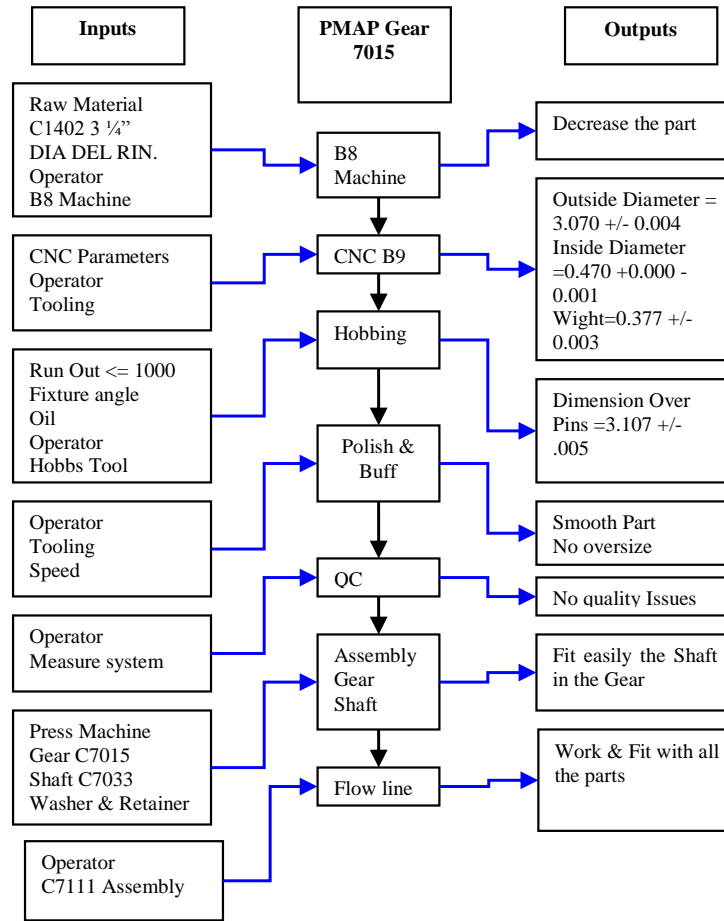 Inputs
PMAP Gear
7015
Outputs
Raw Material
C1402 3 ¼”
DIA DEL RIN.
Operator
B8 Machine
B8
Machine
Decrease the part
CNC Parameters
Operator
Tooling
CNC B9
Outside Diameter =
3.070 +/- 0.004
Inside Diameter
=0.470 +0.000 -
0.001
Wight=0.377 +/-
0.003
Run Out <= 1000
Fixture angle
Oil
Operator
Hobbs Tool
Hobbing
Dimension Over
Pins =3.107 +/-
.005
Operator
Tooling
Speed
Polish &
Buff
Smooth Part
No oversize
Operator
Measure system
QC
No quality Issues
Press Machine
Gear C7015
Shaft C7033
Washer & Retainer
Assembly
Gear
Shaft
Fit easily the Shaft
in the Gear
Operator
C7111 Assembly
Flow line
Work & Fit with all
the parts